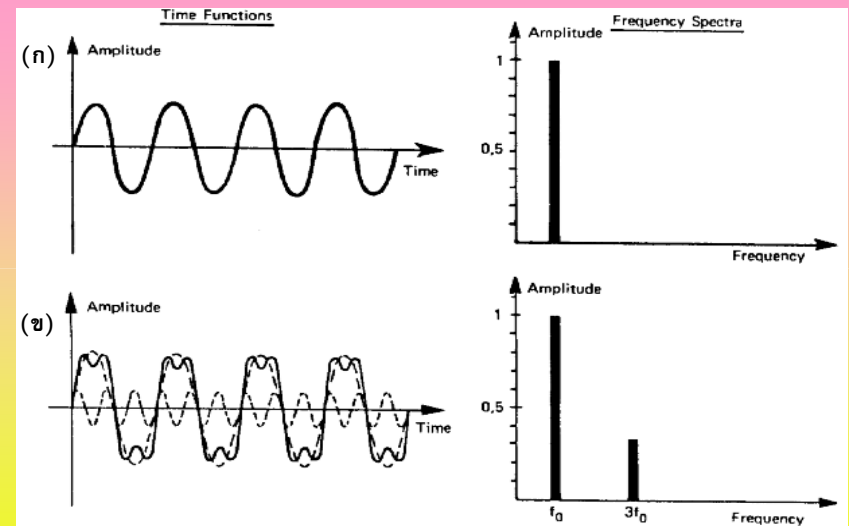 Time Functions
Frequency Spectra
(ก)
Amplitude
Time
Amplitude
1
0,5
Frequency
(ข)
Amplitude
Time
Amplitude
1
0,5
f₀
3f₀
Frequency